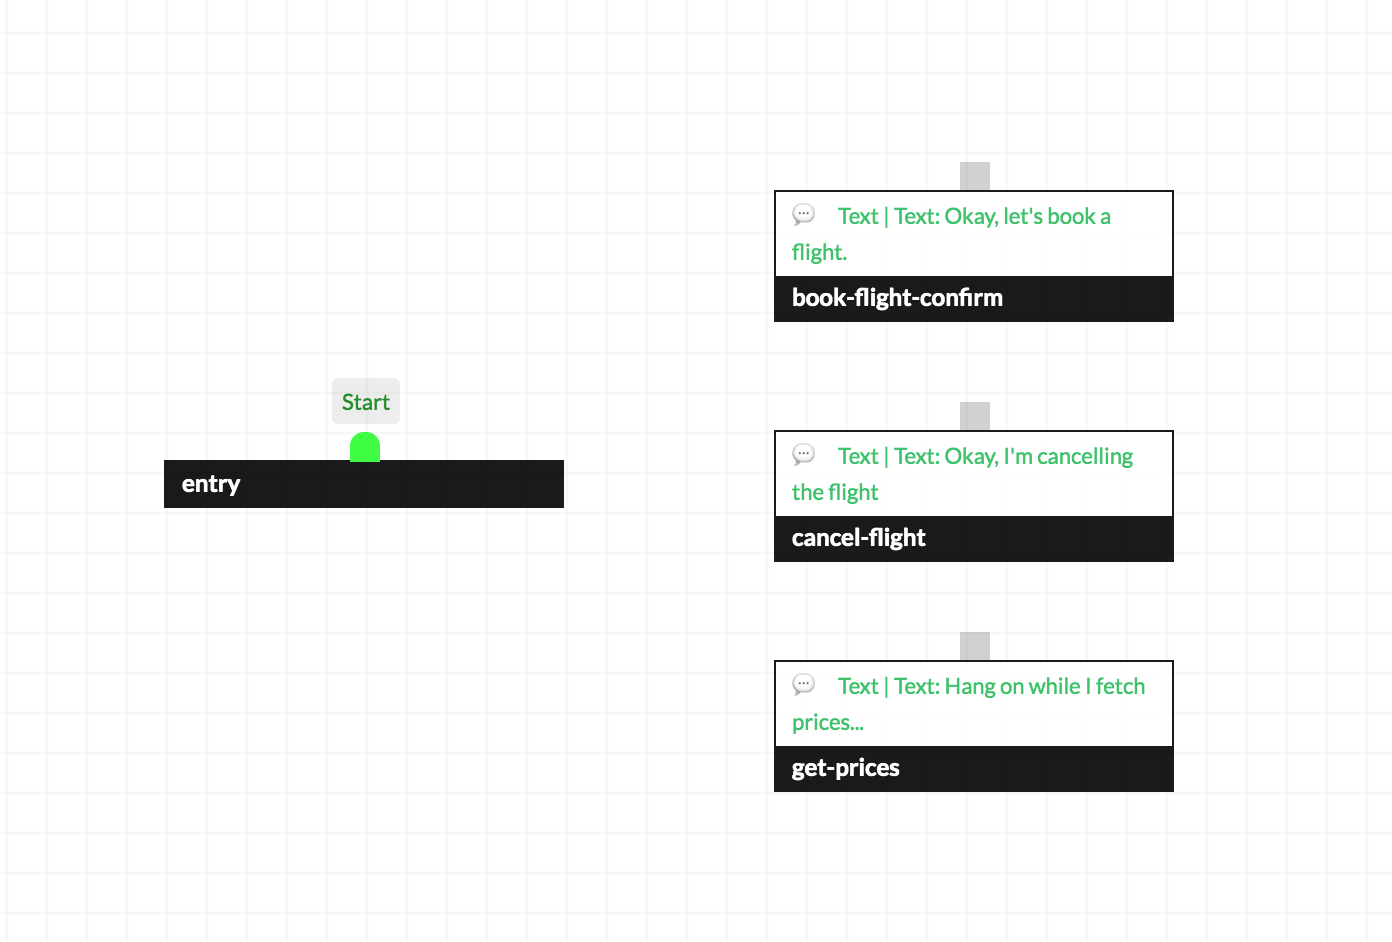 Start
entry
Text | Text: Okay, let's book a
flight.
book-flight-confirm
Text | Text: Okay, I'm cancelling
the flight
cancel-flight
Text | Text: Hang on while I fetch
prices...
get-prices